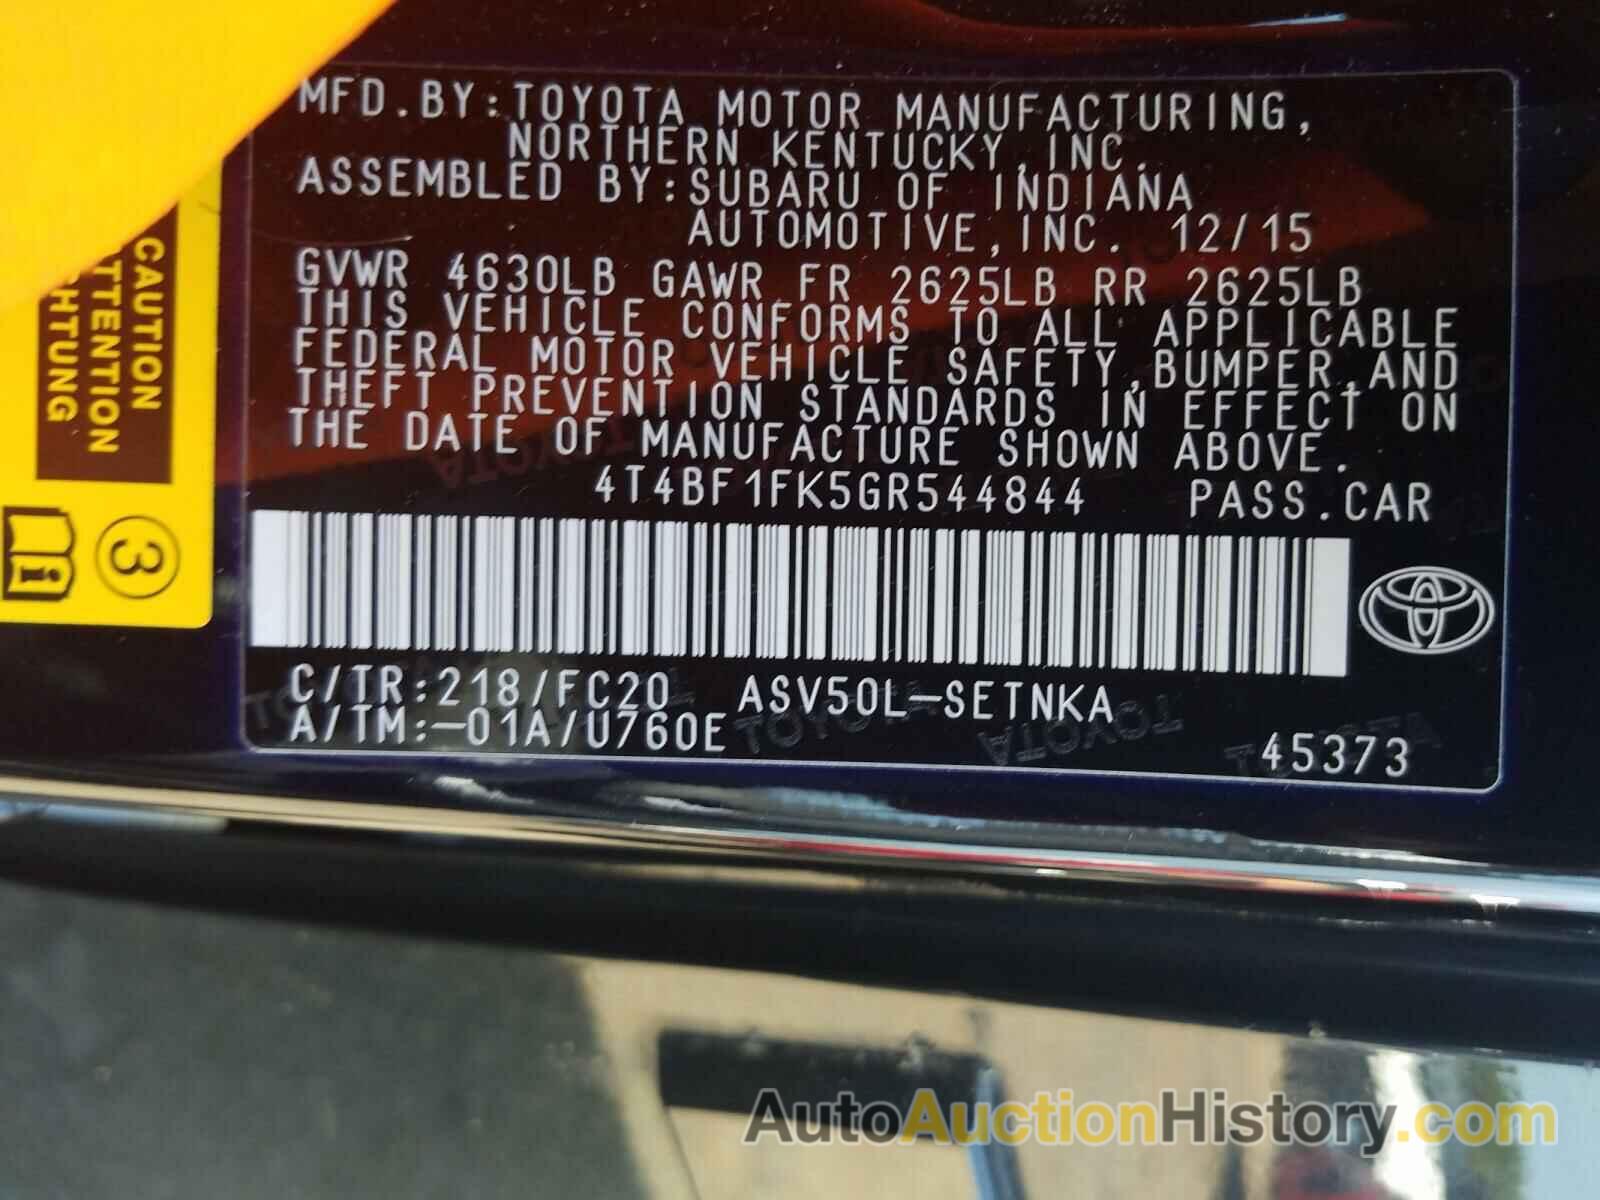 MFD.BY:TOYOTA MOTOR MANUFACTURING,
NORTHERN KENTUCKY,INC.
ASSEMBLED BY:SUBARU OF INDIANA
AUTOMOTIVE,INC. 12/15
GVWR 4630LB GAWR FR 2625LB RR 2625LB
THIS VEHICLE CONFORMS TO ALL APPLICABLE
FEDERAL MOTOR VEHICLE SAFETY,BUMPER,AND
THEFT PREVENTION STANDARDS IN EFFECT ON
THE DATE OF MANUFACTURE SHOWN ABOVE.
4T4BF1FK5GR544844 PASS.CAR
C/TR:218/FC20 ASV50L-SETNKA
A/TM:-01A/U760E
45373
CAUTION
3
TOYOTA
TOYOTA
TOYOTA
AutoAuctionHistory.com